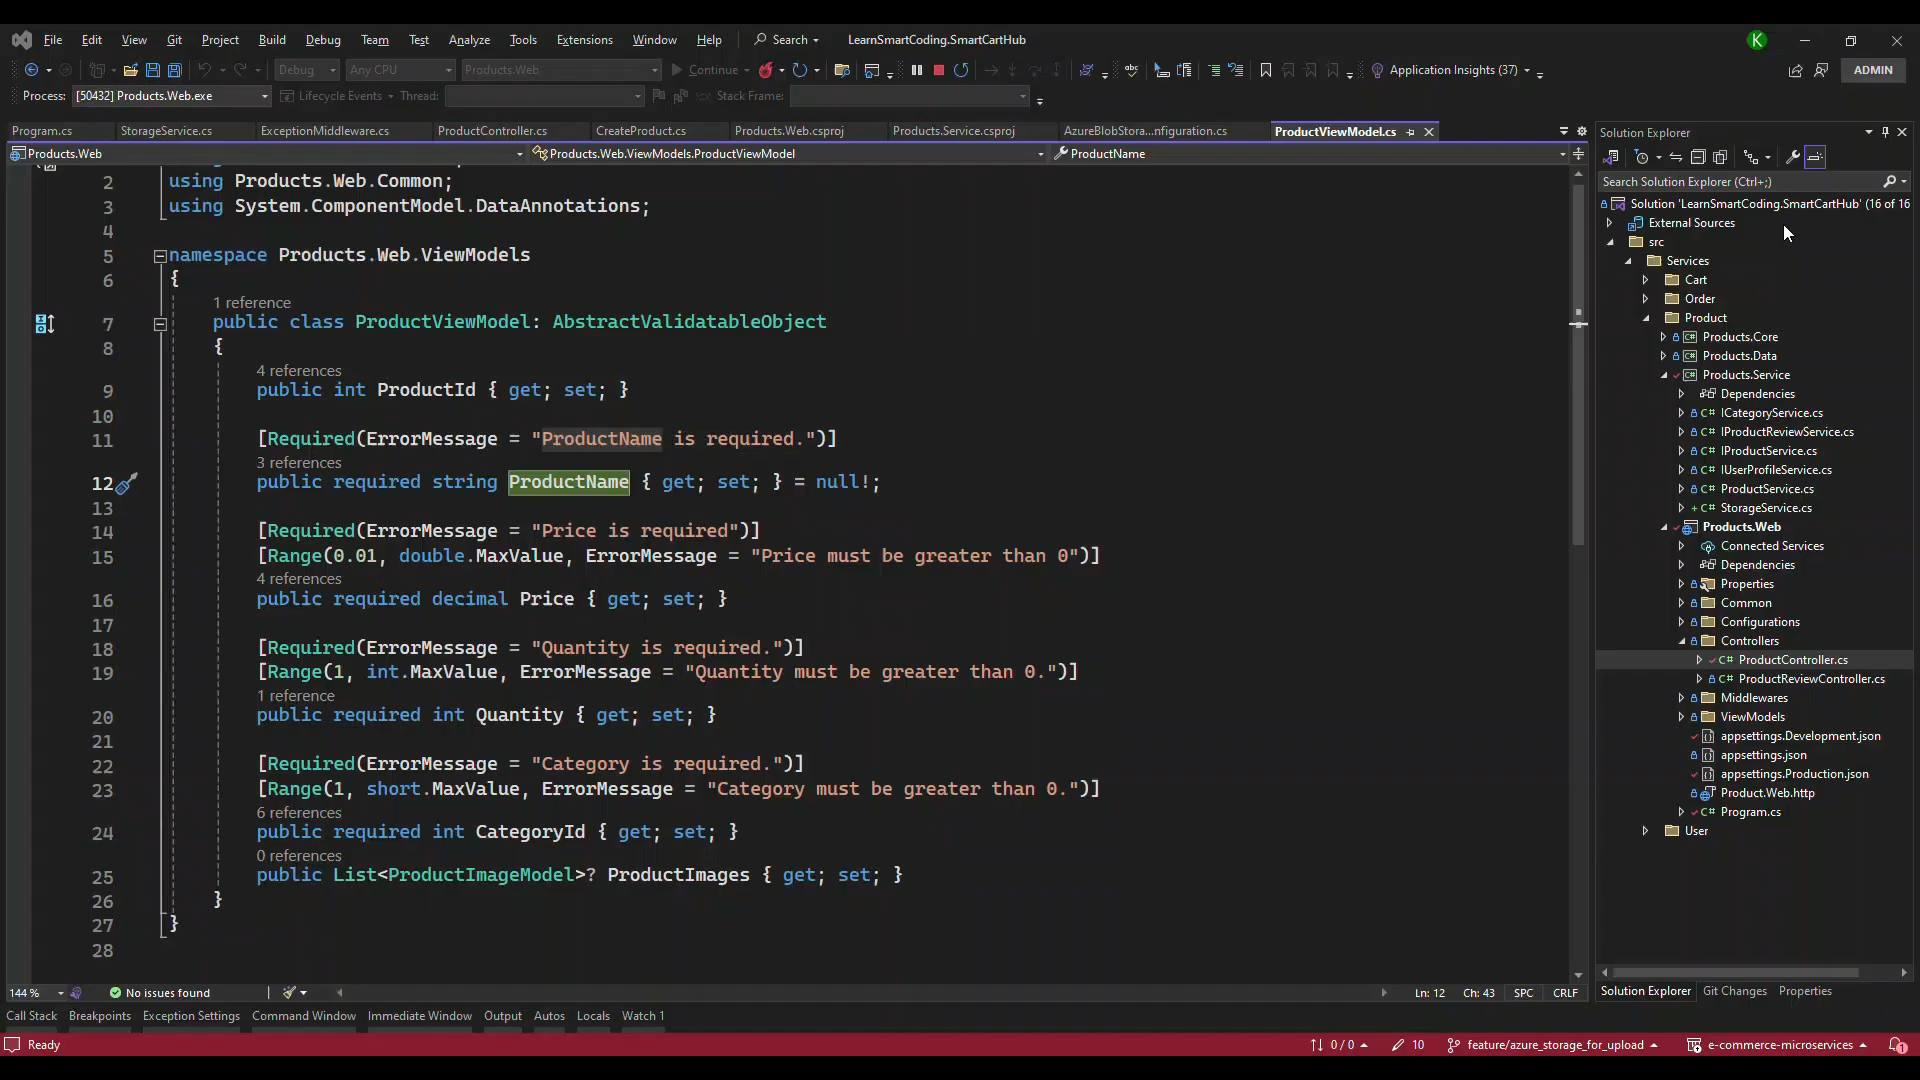 File Edit View Git Project Build Debug Team Test Analyze Tools Extensions Window Help Search LearnSmartCoding.SmartCartHub K
Debug Any CPU Products.Web Continue Application Insights (37) ADMIN
Process: [50432] Products.Web.exe Lifecycle Events Thread: Stack Frame:
Program.cs StorageService.cs ExceptionMiddleware.cs ProductController.cs CreateProduct.cs Products.Web.csproj Products.Service.csproj AzureBlobStora...nfiguration.cs ProductViewModel.cs
Products.Web Products.Web.ViewModels.ProductViewModel ProductName
2 using Products.Web.Common;
3 using System.ComponentModel.DataAnnotations;
4
5 namespace Products.Web.ViewModels
6 {
1 reference
7 public class ProductViewModel: AbstractValidatableObject
8 {
4 references
9 public int ProductId { get; set; }
10
11 [Required(ErrorMessage = "ProductName is required.")]
3 references
12 public required string ProductName { get; set; } = null!;
13
14 [Required(ErrorMessage = "Price is required")]
15 [Range(0.01, double.MaxValue, ErrorMessage = "Price must be greater than 0")]
4 references
16 public required decimal Price { get; set; }
17
18 [Required(ErrorMessage = "Quantity is required.")]
19 [Range(1, int.MaxValue, ErrorMessage = "Quantity must be greater than 0.")]
1 reference
20 public required int Quantity { get; set; }
21
22 [Required(ErrorMessage = "Category is required.")]
23 [Range(1, short.MaxValue, ErrorMessage = "Category must be greater than 0.")]
6 references
24 public required int CategoryId { get; set; }
0 references
25 public List<ProductImageModel>? ProductImages { get; set; }
26 }
27 }
28
144 % No issues found Ln: 12 Ch: 43 SPC CRLF
Solution Explorer
Search Solution Explorer (Ctrl+;)
Solution 'LearnSmartCoding.SmartCartHub' (16 of 16
External Sources
src
Services
Cart
Order
Product
Products.Core
Products.Data
Products.Service
Dependencies
ICategoryService.cs
IProductReviewService.cs
IProductService.cs
IUserProfileService.cs
ProductService.cs
StorageService.cs
Products.Web
Connected Services
Dependencies
Properties
Common
Configurations
Controllers
ProductController.cs
ProductReviewController.cs
Middlewares
ViewModels
appsettings.Development.json
appsettings.json
appsettings.Production.json
Product.Web.http
Program.cs
User
Solution Explorer Git Changes Properties
Call Stack Breakpoints Exception Settings Command Window Immediate Window Output Autos Locals Watch 1
Ready 0 / 0 10 feature/azure_storage_for_upload e-commerce-microservices 1